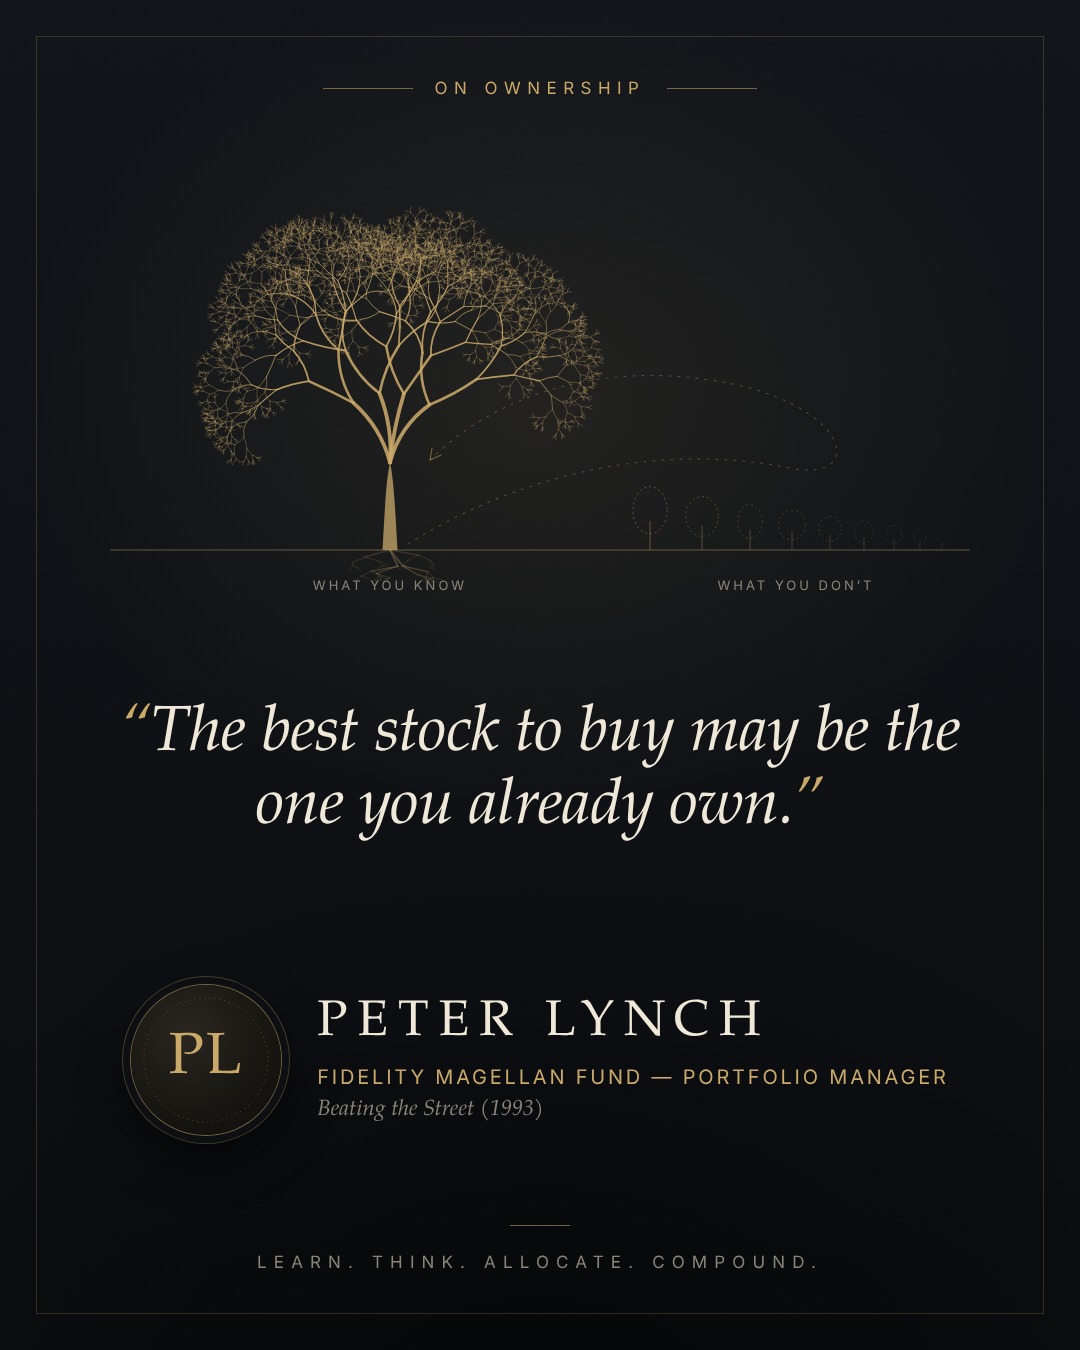 ON OWNERSHIP
WHAT YOU KNOW
WHAT YOU DON'T
“The best stock to buy may be the
one you already own.”
PL
PETER LYNCH
FIDELITY MAGELLAN FUND — PORTFOLIO MANAGER
Beating the Street (1993)
LEARN. THINK. ALLOCATE. COMPOUND.